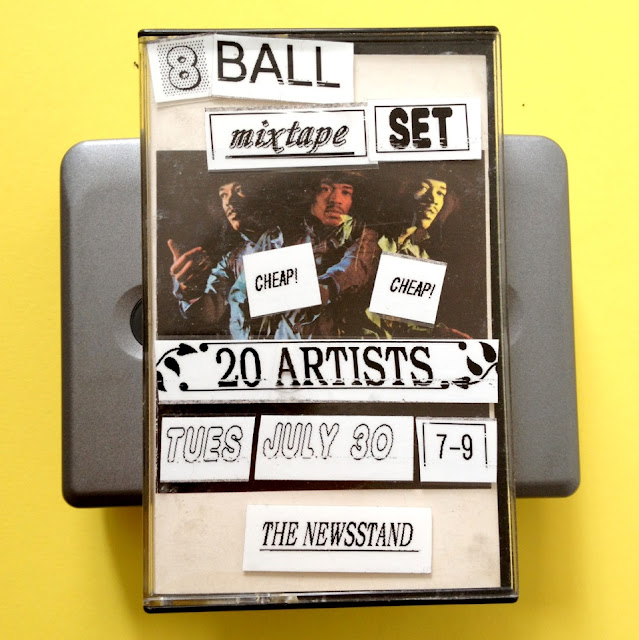 8 BALL
mixtape SET
CHEAP! CHEAP!
20 ARTISTS
TUES JULY 30 7-9
THE NEWSSTAND